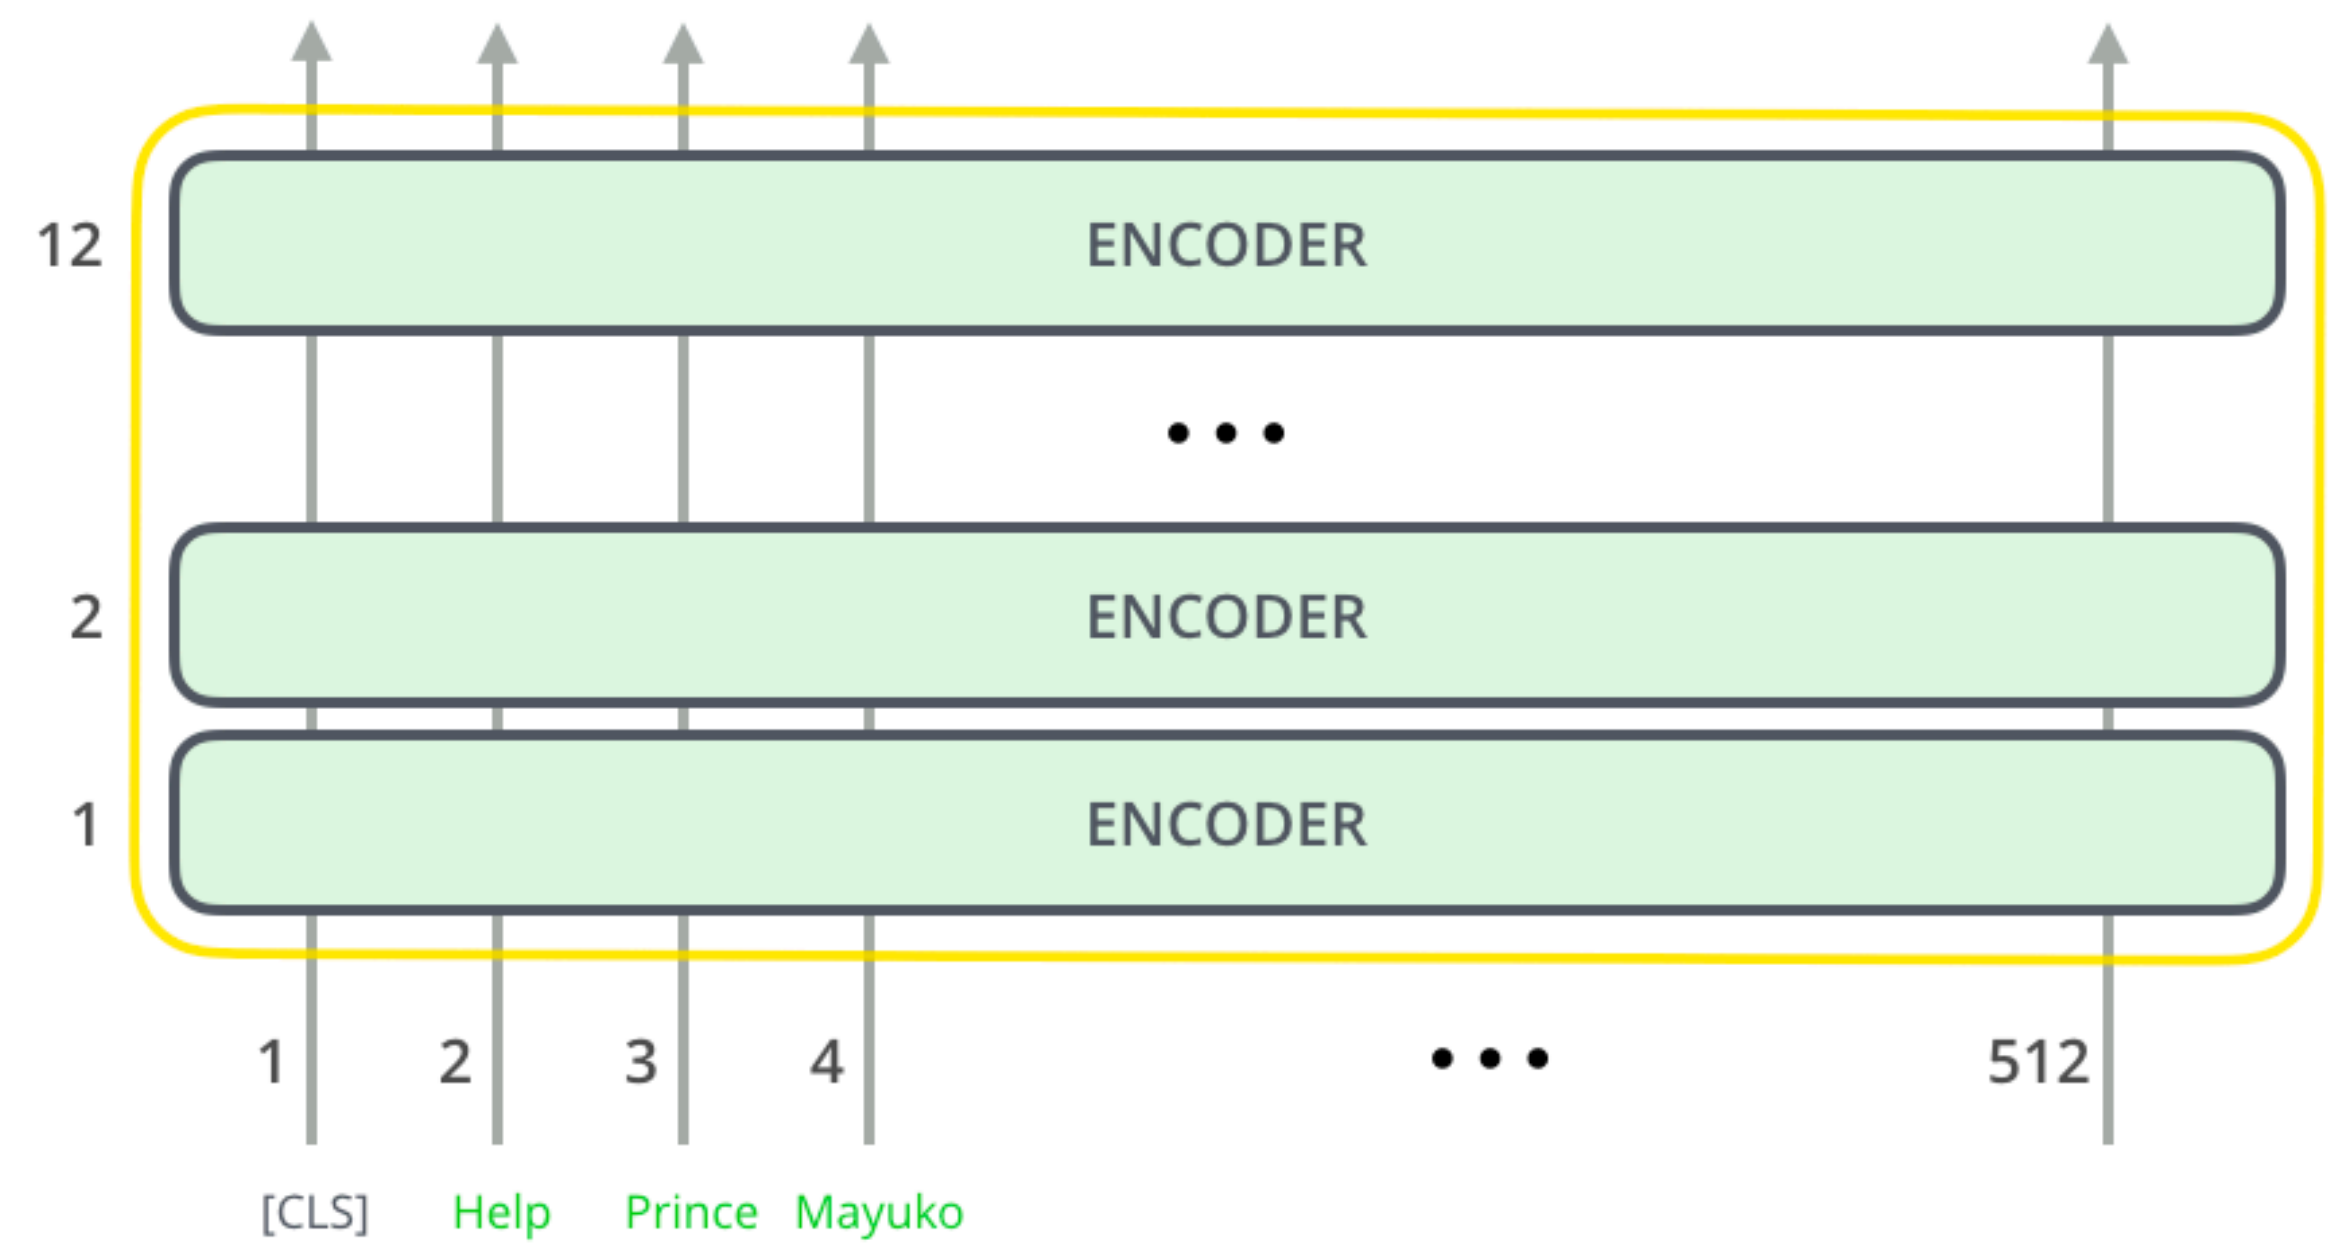 12 ENCODER
...
2 ENCODER
1 ENCODER
1 2 3 4 ... 512
[CLS] Help Prince Mayuko